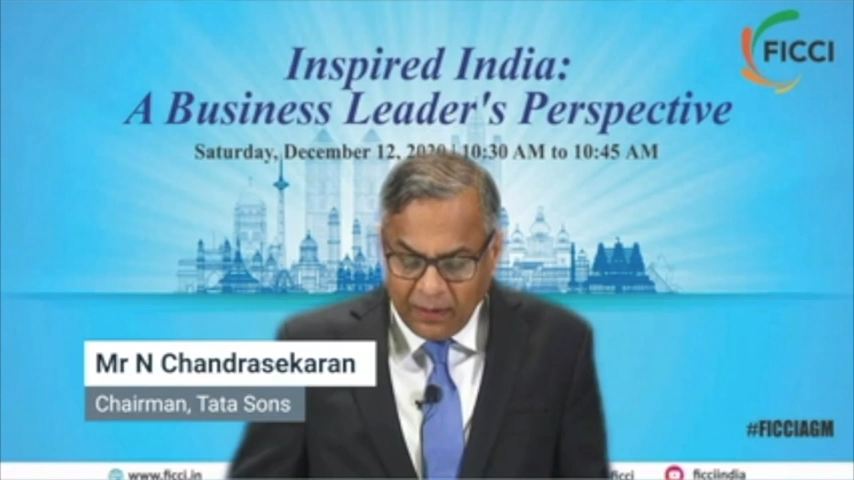 FICCI
Inspired India:
A Business Leader's Perspective
Saturday, December 12, 2020 | 10:30 AM to 10:45 AM
Mr N Chandrasekaran
Chairman, Tata Sons
#FICCIAGM
www.ficci.in
ficci
ficciindia